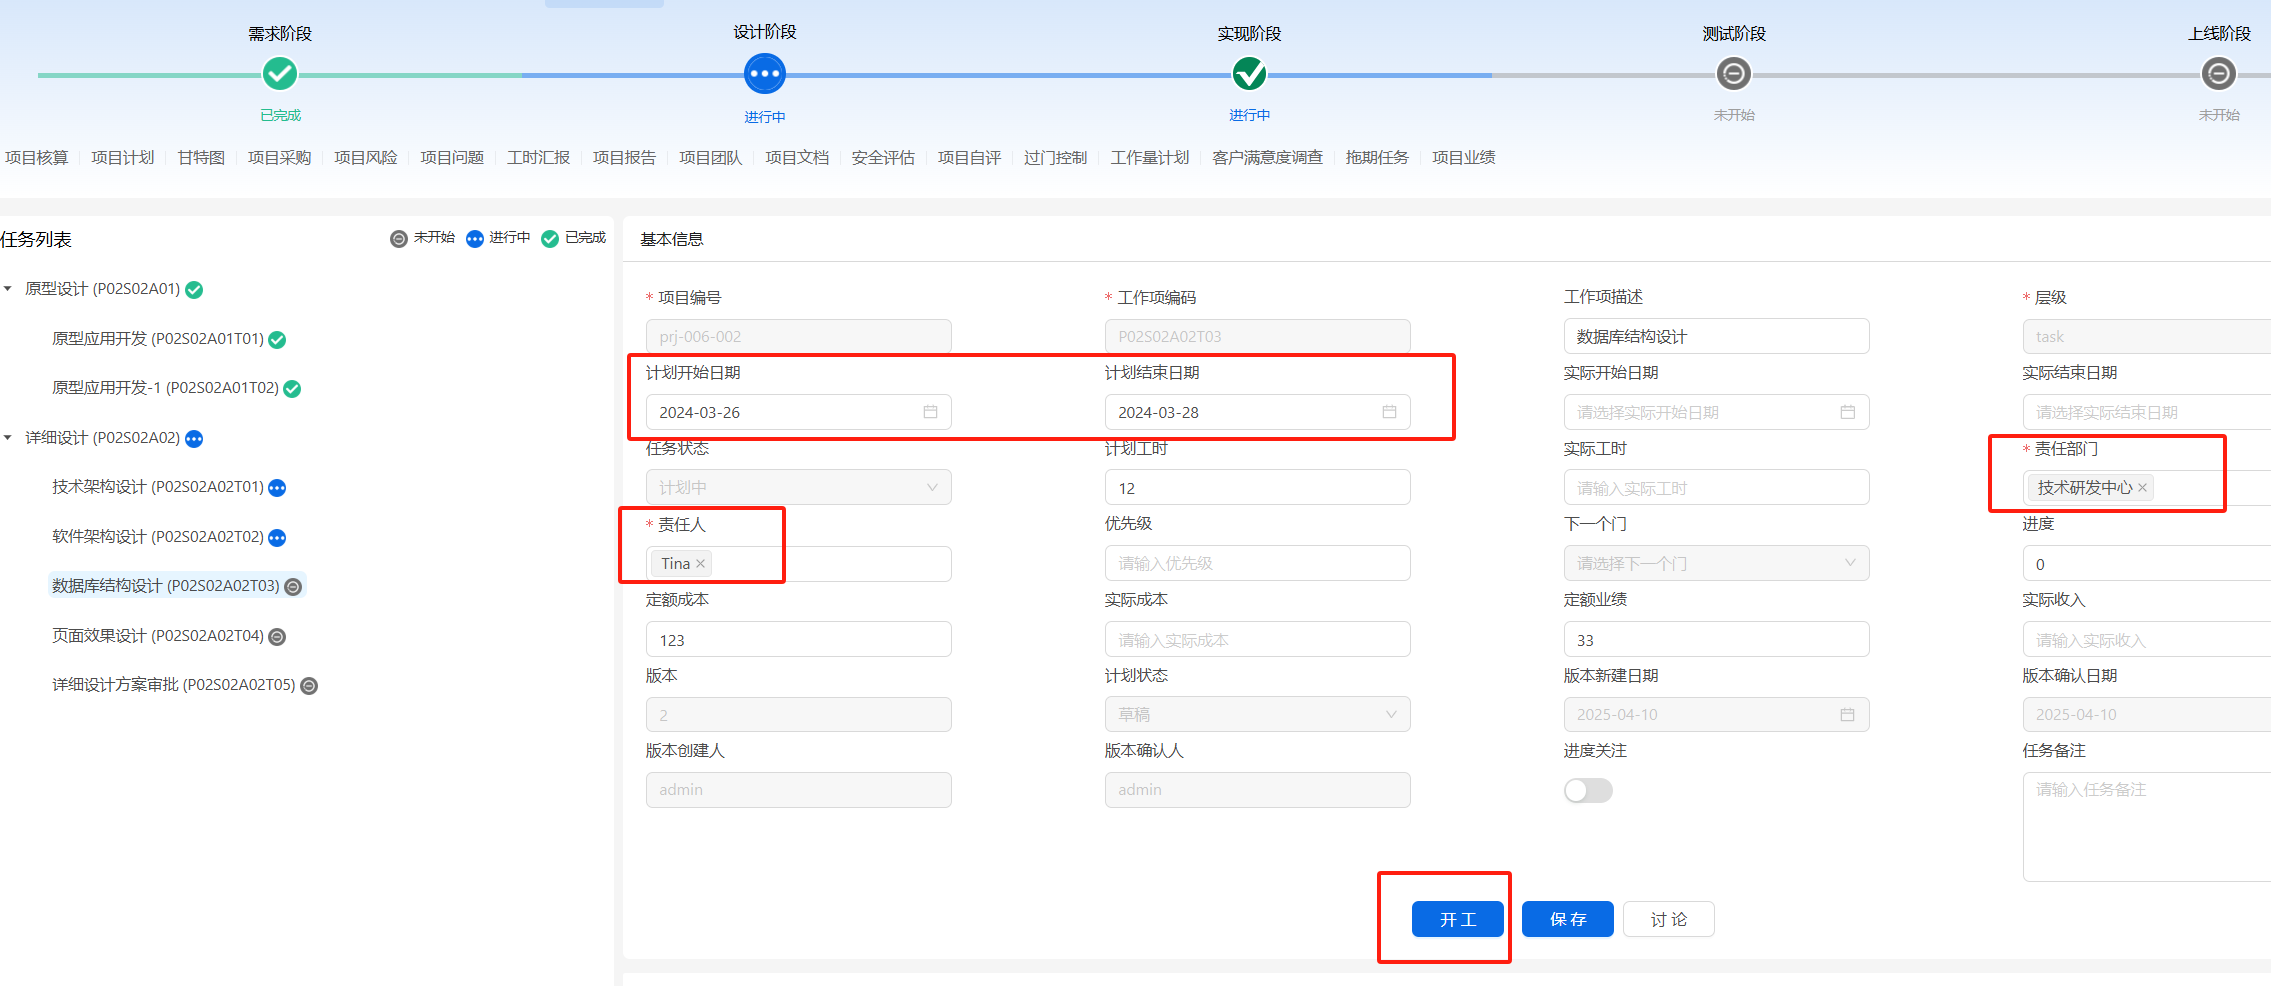 需求阶段 设计阶段 实现阶段 测试阶段 上线阶段
已完成 进行中 进行中 未开始 未开始
项目核算 项目计划 甘特图 项目采购 项目风险 项目问题 工时汇报 项目报告 项目团队 项目文档 安全评估 项目自评 过门控制 工作量计划 客户满意度调查 拖期任务 项目业绩
任务列表 未开始 进行中 已完成
原型设计 (P02S02A01)
原型应用开发 (P02S02A01T01)
原型应用开发-1 (P02S02A01T02)
详细设计 (P02S02A02)
技术架构设计 (P02S02A02T01)
软件架构设计 (P02S02A02T02)
数据库结构设计 (P02S02A02T03)
页面效果设计 (P02S02A02T04)
详细设计方案审批 (P02S02A02T05)
基本信息
* 项目编号 * 工作项编码 工作项描述 * 层级
prj-006-002 P02S02A02T03 数据库结构设计 task
计划开始日期 计划结束日期 实际开始日期 实际结束日期
2024-03-26 2024-03-28 请选择实际开始日期 请选择实际结束日期
任务状态 计划工时 实际工时 * 责任部门
计划中 12 请输入实际工时 技术研发中心 ×
* 责任人 优先级 下一个门 进度
Tina × 请输入优先级 请选择下一个门 0
定额成本 实际成本 定额业绩 实际收入
123 请输入实际成本 33 请输入实际收入
版本 计划状态 版本新建日期 版本确认日期
2 草稿 2025-04-10 2025-04-10
版本创建人 版本确认人 进度关注 任务备注
admin admin 请输入任务备注
开工 保存 讨论